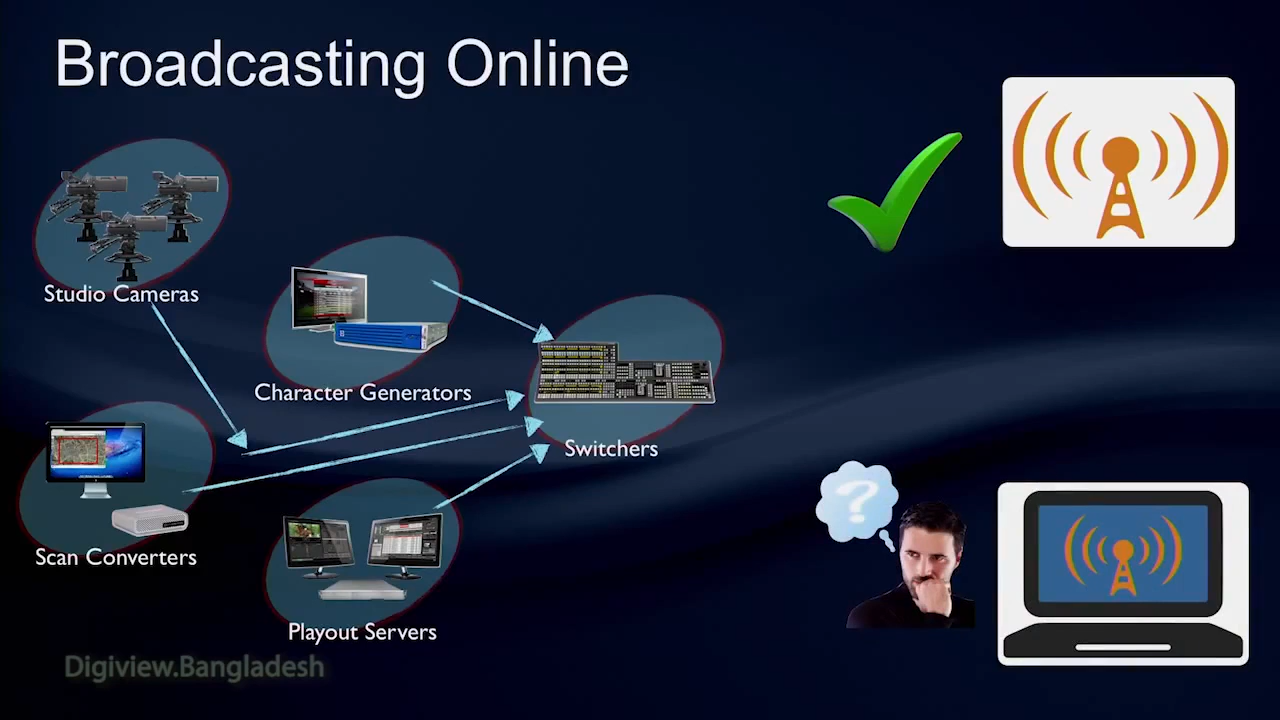 Broadcasting Online
Studio Cameras
Character Generators
Switchers
Scan Converters
Playout Servers
Digiview.Bangladesh